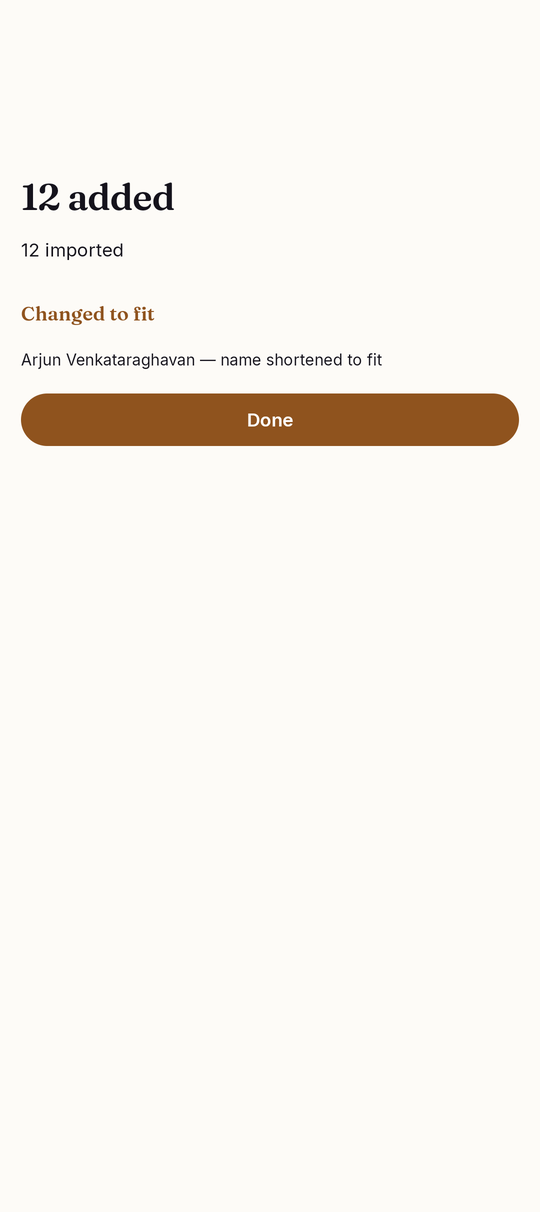 12 added
12 imported
Changed to fit
Arjun Venkataraghavan — name shortened to fit
Done